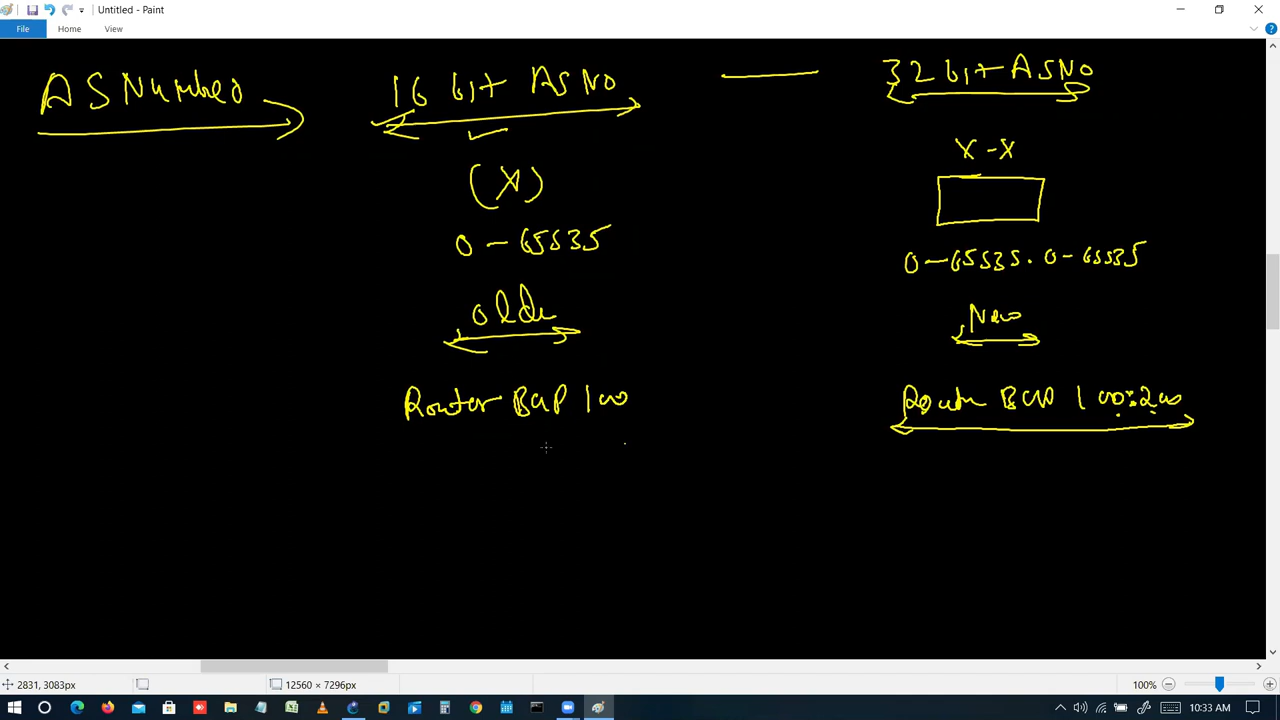 Untitled - Paint
File Home View
AS Number
16 bit AS NO
32 bit AS NO
(X)
X-X
0-65535
0-65535.0-65535
olde
New
Router BGP 100
Router BGP 100:200
2831, 3083px
12560 × 7296px
100%
10:33 AM